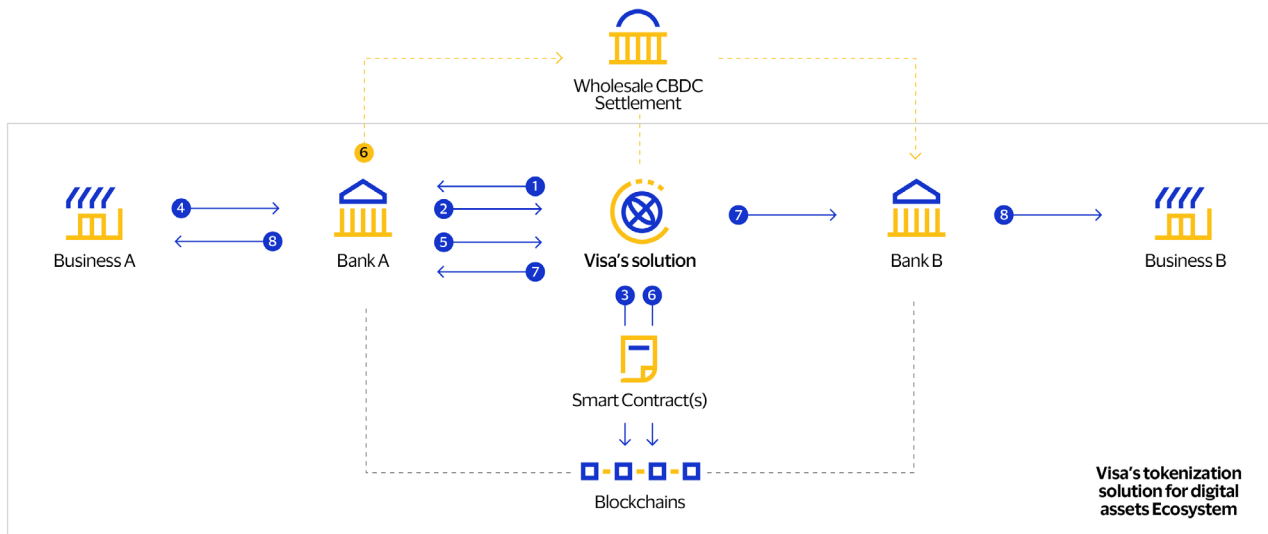 Wholesale CBDC
Settlement
6
1
4
2
7
8
8
5
7
Business A
Bank A
Visa's solution
Bank B
Business B
3 6
Smart Contract(s)
Blockchains
Visa's tokenization
solution for digital
assets Ecosystem